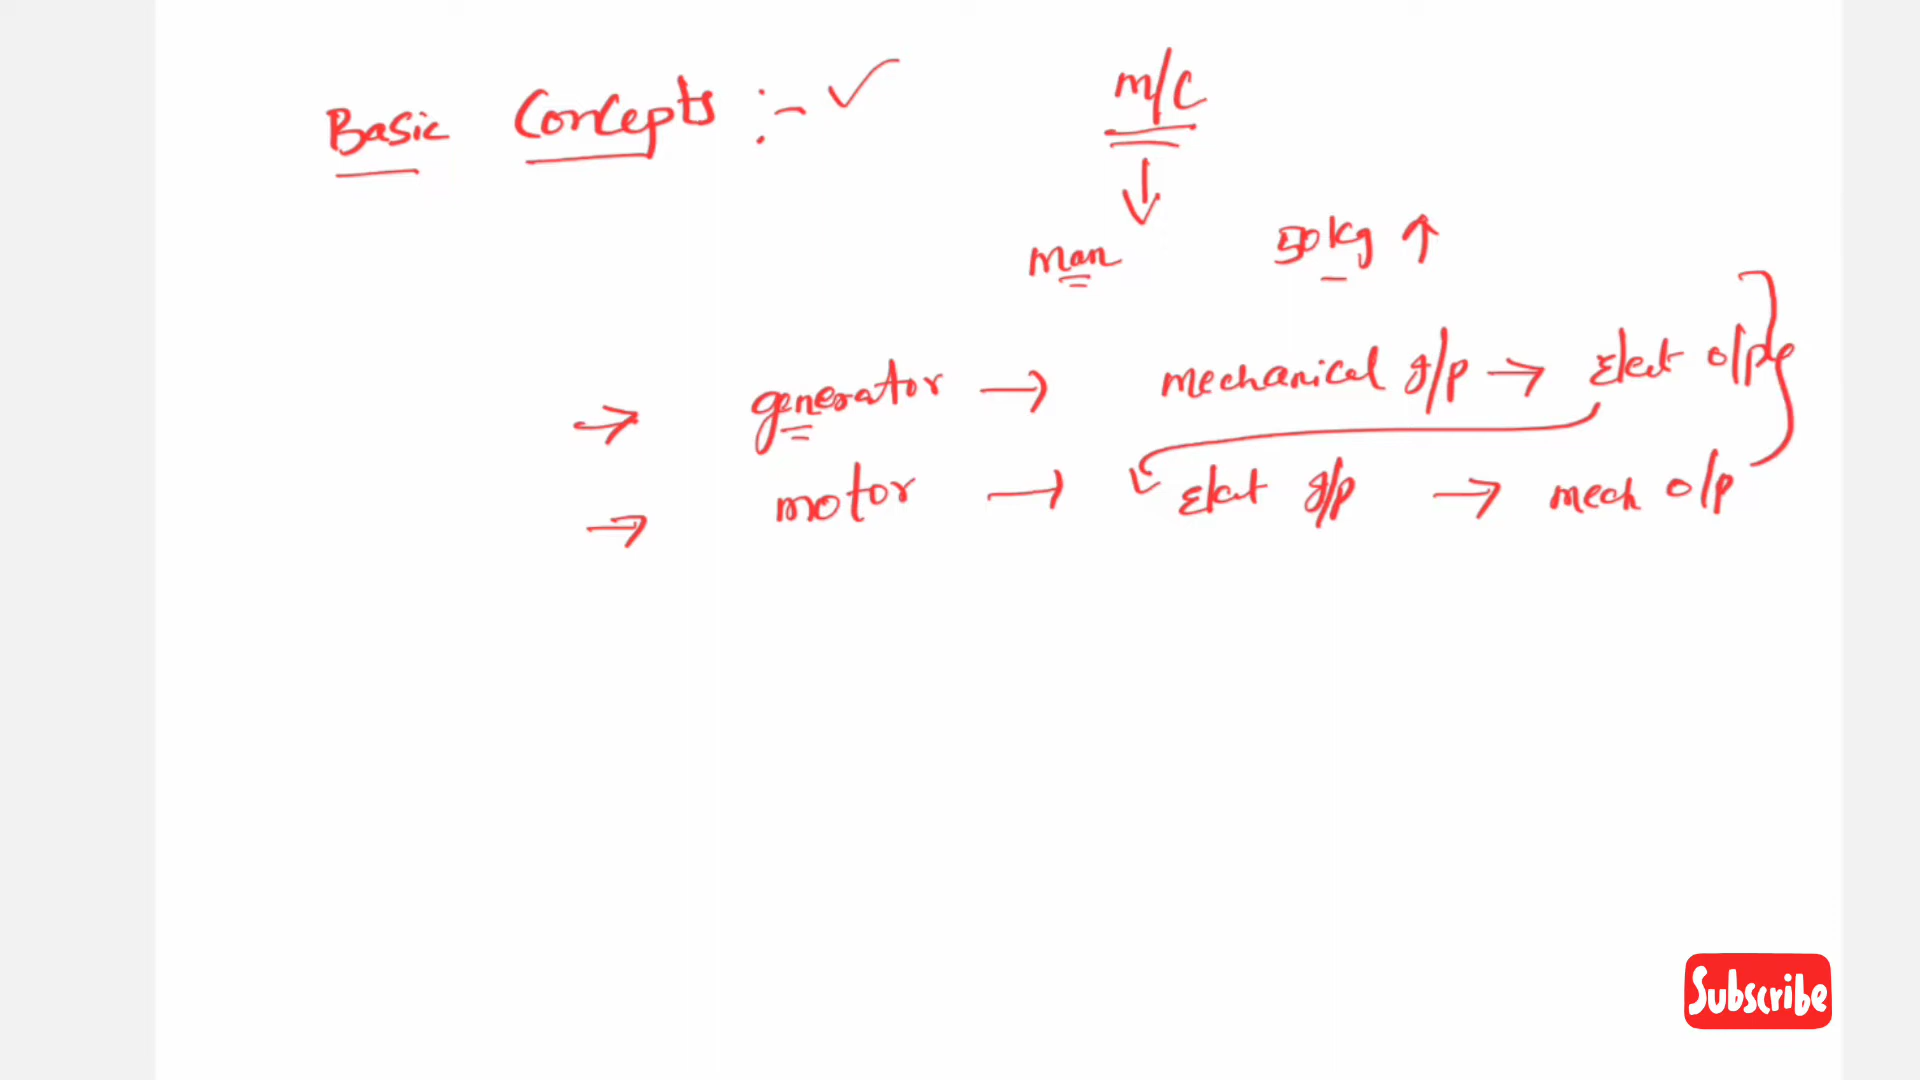 Basic Concepts :- ✓
m/c
↓
man 50kg ↑
→ generator → mechanical I/p → Elect o/p
→ motor → Elect I/p → mech o/p
Subscribe